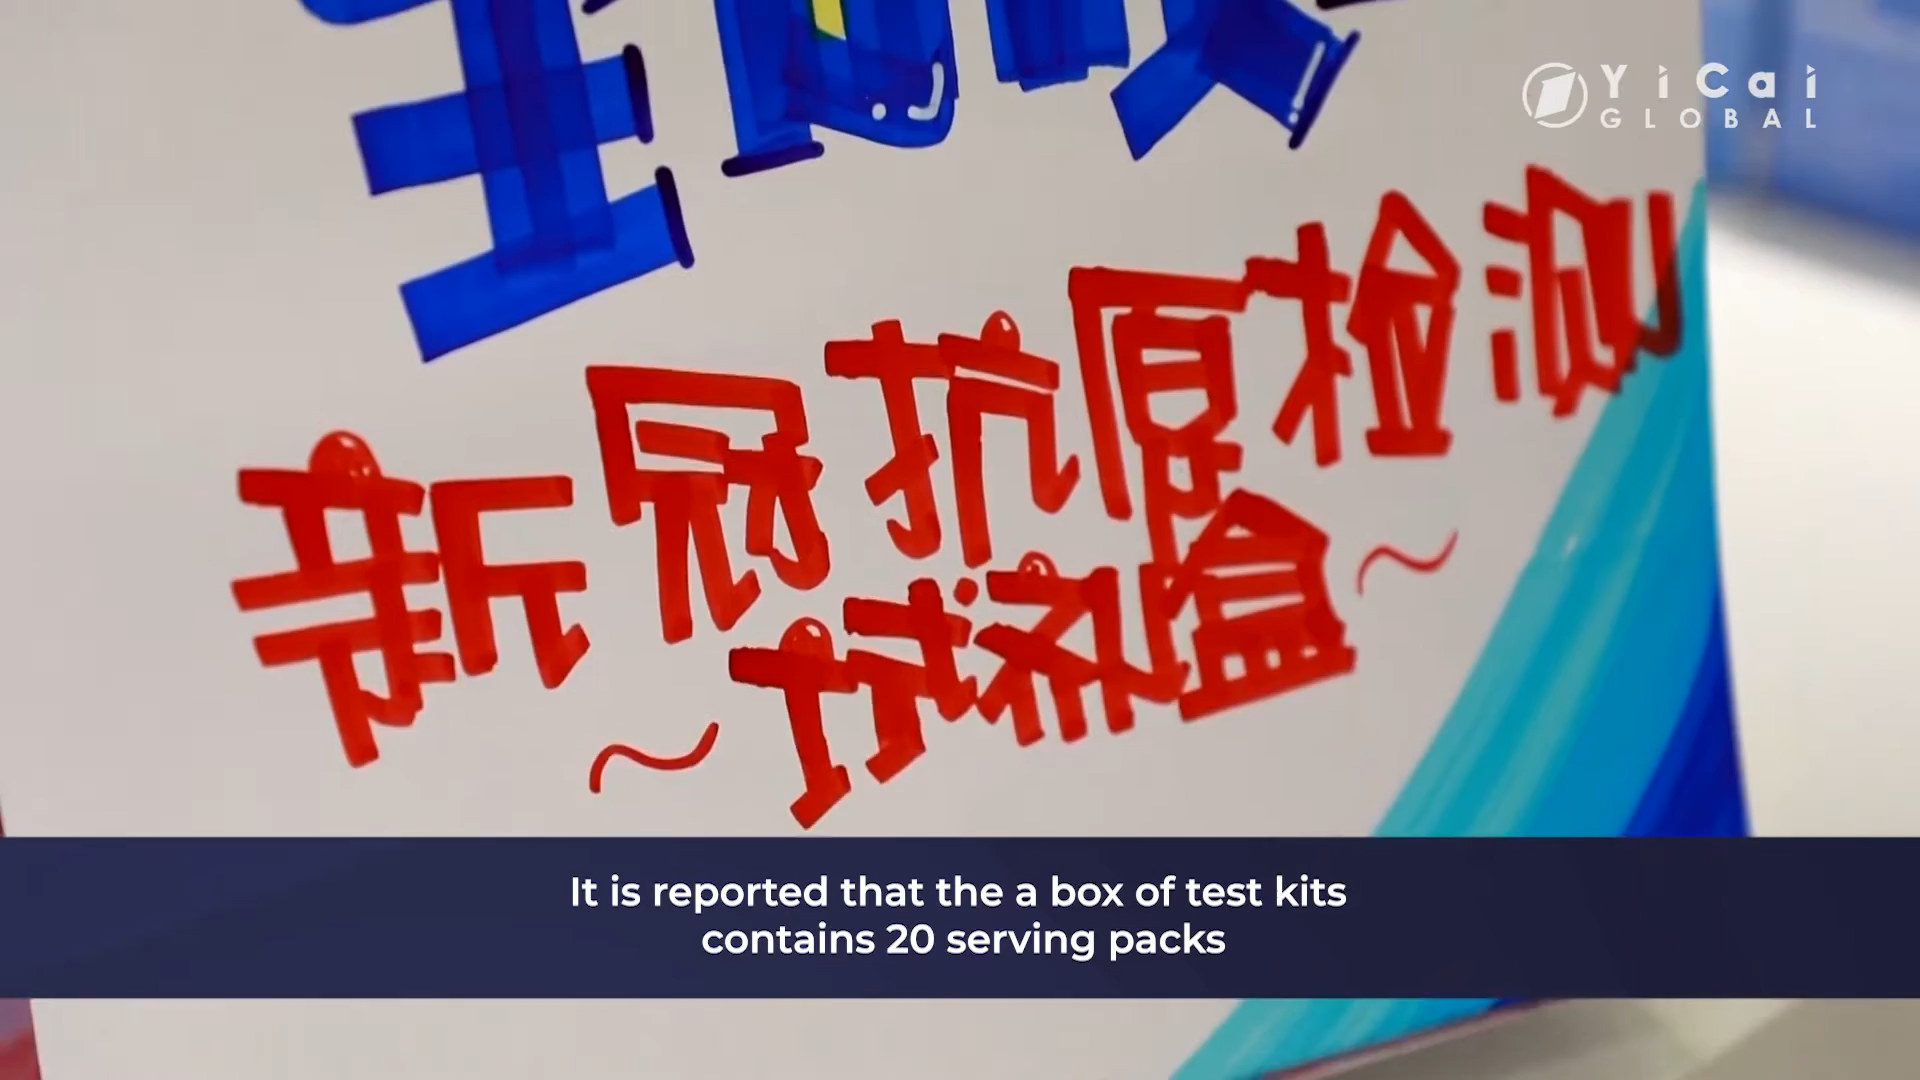 YiCai
GLOBAL
新冠抗原检测
~试剂盒~
It is reported that the a box of test kits
contains 20 serving packs